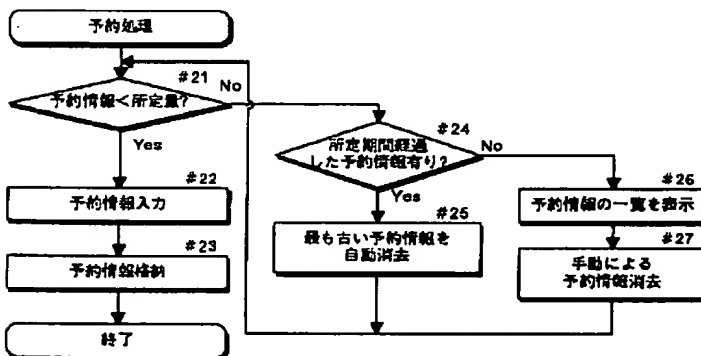 予約処理
#21
予約情報<所定量?
No
Yes
#22
予約情報入力
#23
予約情報格納
終了
#24
所定期間経過
した予約情報有り?
No
Yes
#25
最も古い予約情報を
自動消去
#26
予約情報の一覧を表示
#27
手動による
予約情報消去